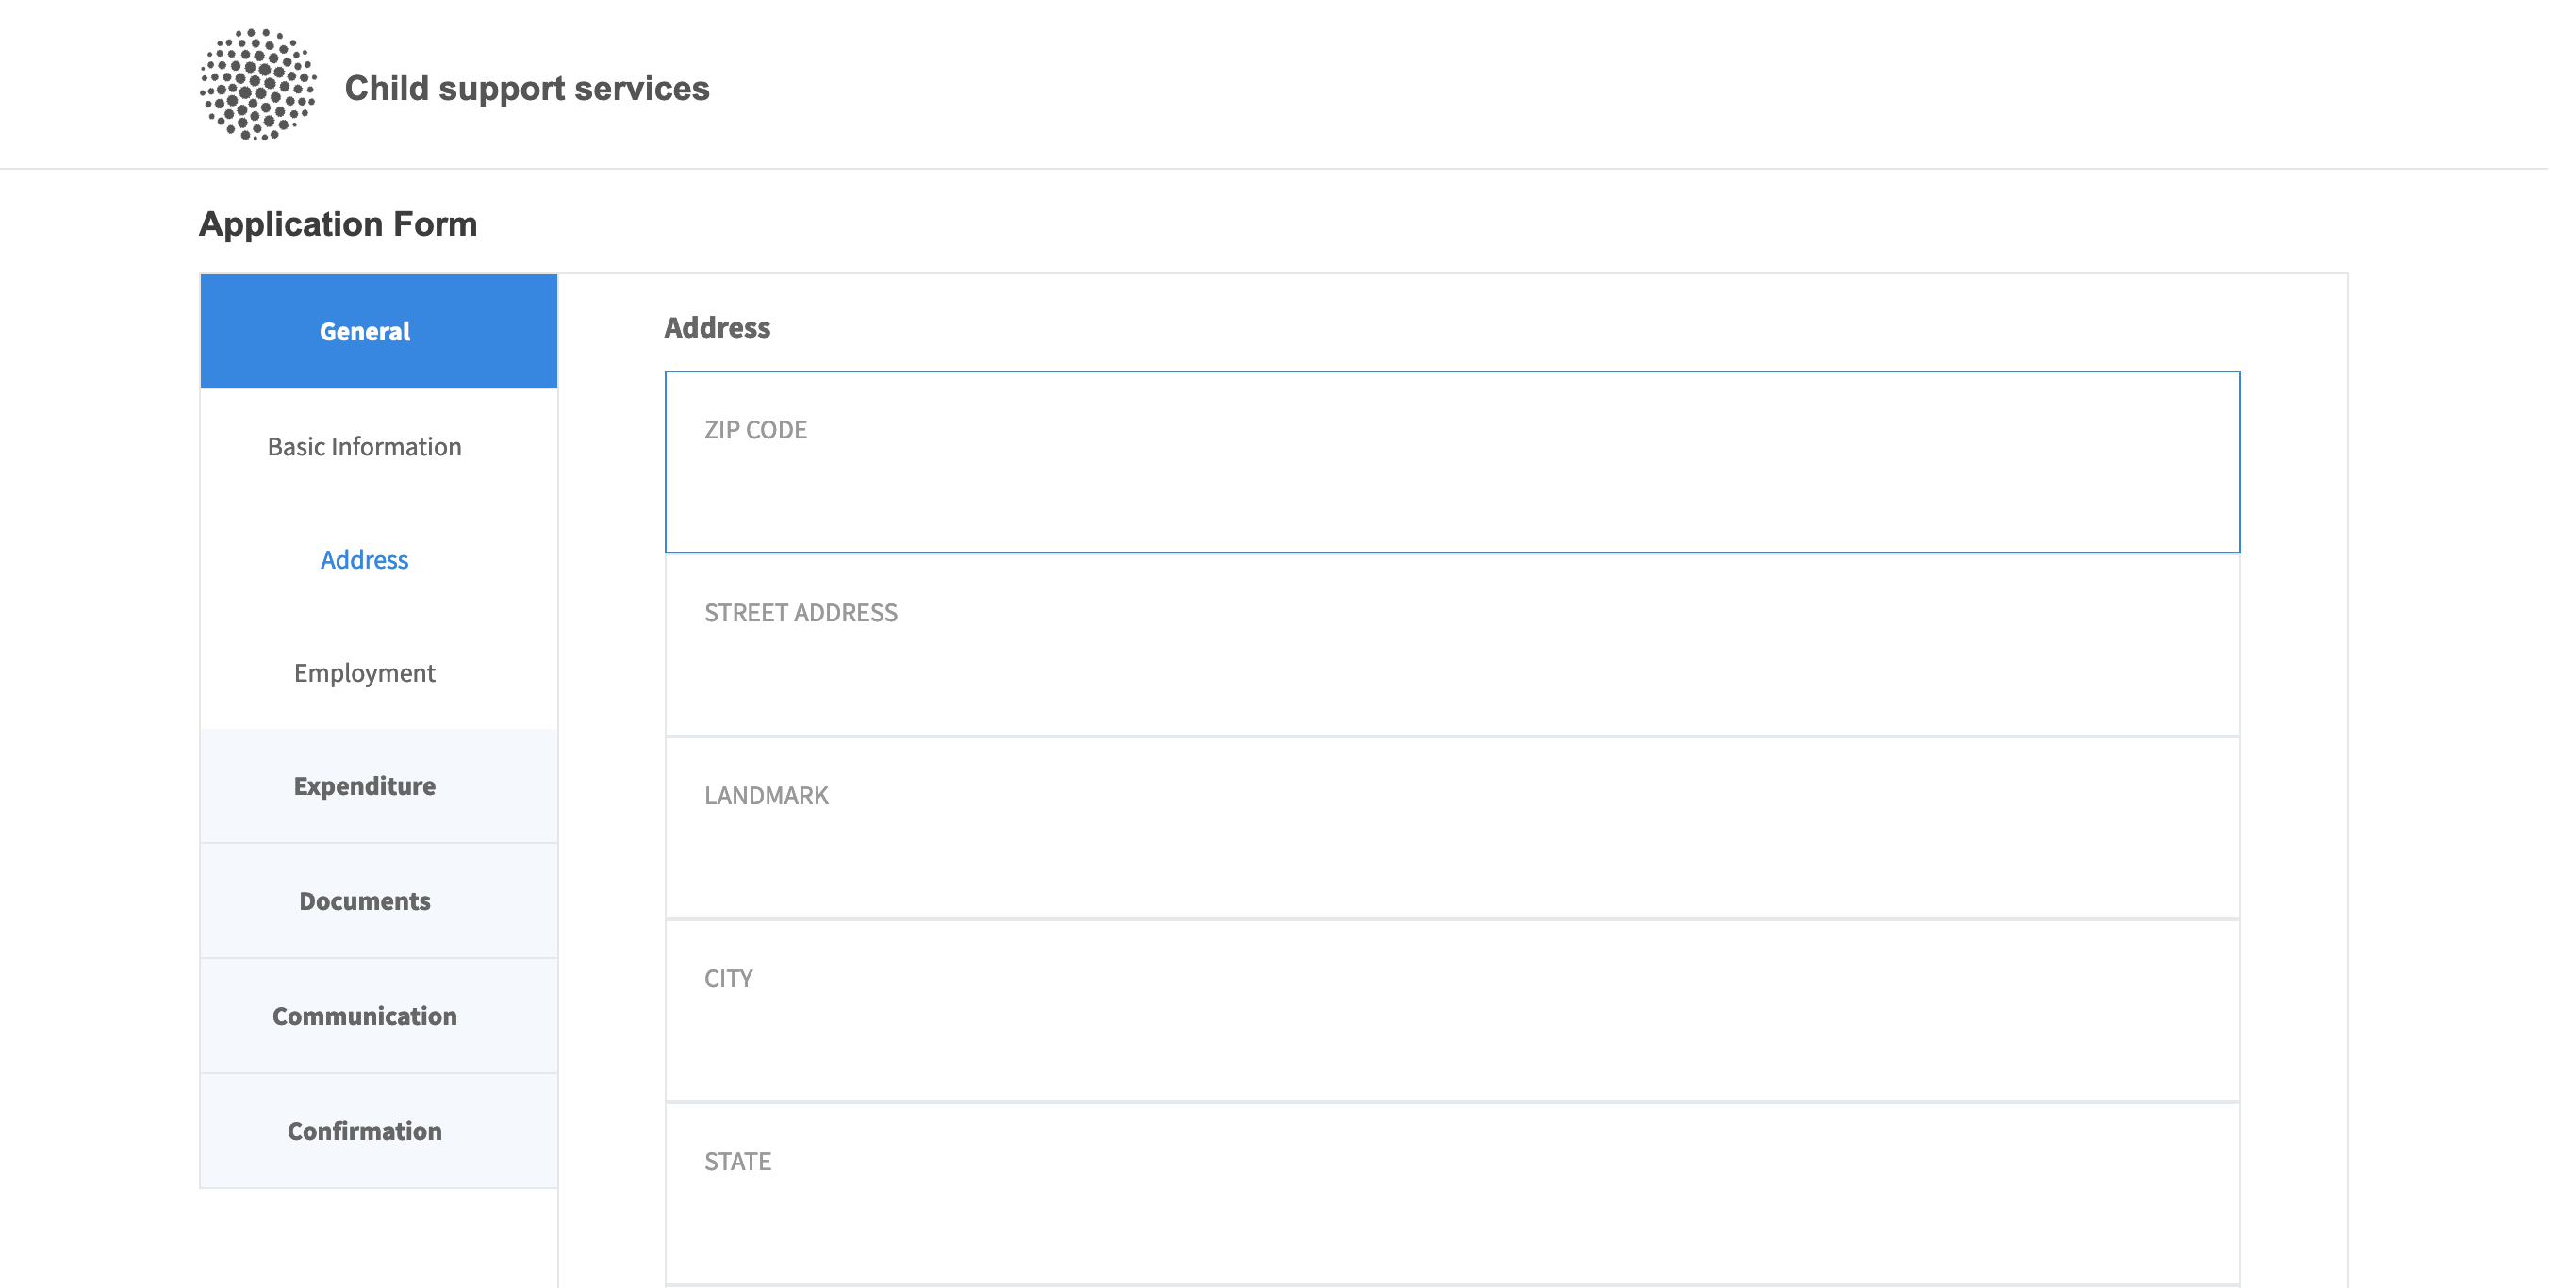 Child support services
Application Form
General
Basic Information
Address
Employment
Expenditure
Documents
Communication
Confirmation
Address
ZIP CODE
STREET ADDRESS
LANDMARK
CITY
STATE